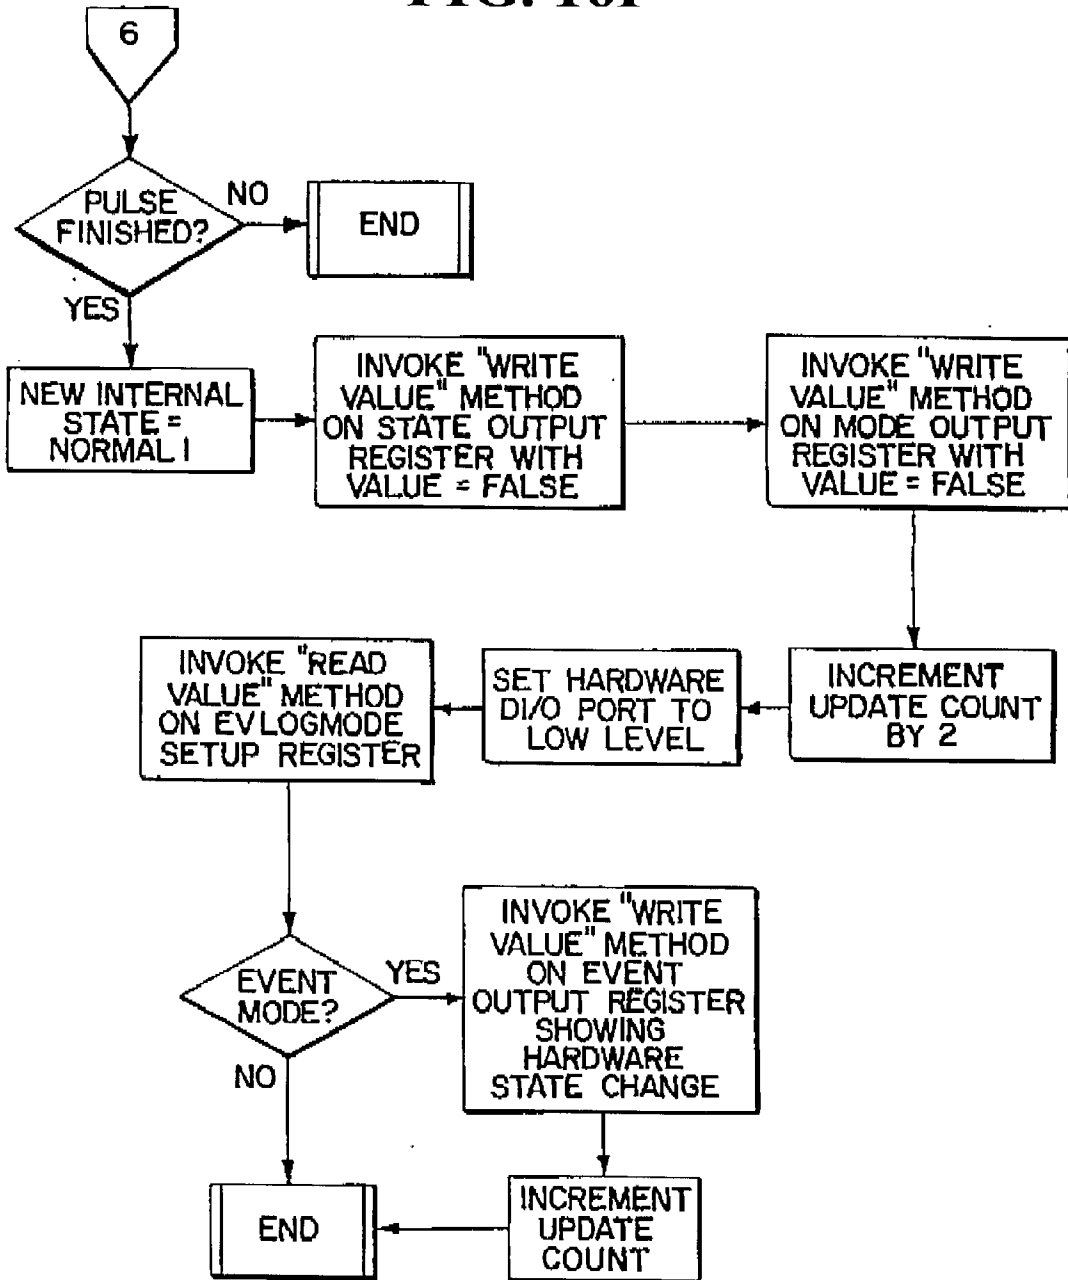 6
PULSE
FINISHED?
NO
END
YES
NEW INTERNAL
STATE =
NORMAL 1
INVOKE "WRITE
VALUE" METHOD
ON STATE OUTPUT
REGISTER WITH
VALUE = FALSE
INVOKE "WRITE
VALUE" METHOD
ON MODE OUTPUT
REGISTER WITH
VALUE = FALSE
INCREMENT
UPDATE COUNT
BY 2
SET HARDWARE
DI/O PORT TO
LOW LEVEL
INVOKE "READ
VALUE" METHOD
ON EVLOGMODE
SETUP REGISTER
EVENT
MODE?
YES
INVOKE "WRITE
VALUE" METHOD
ON EVENT
OUTPUT REGISTER
SHOWING
HARDWARE
STATE CHANGE
NO
END
INCREMENT
UPDATE
COUNT